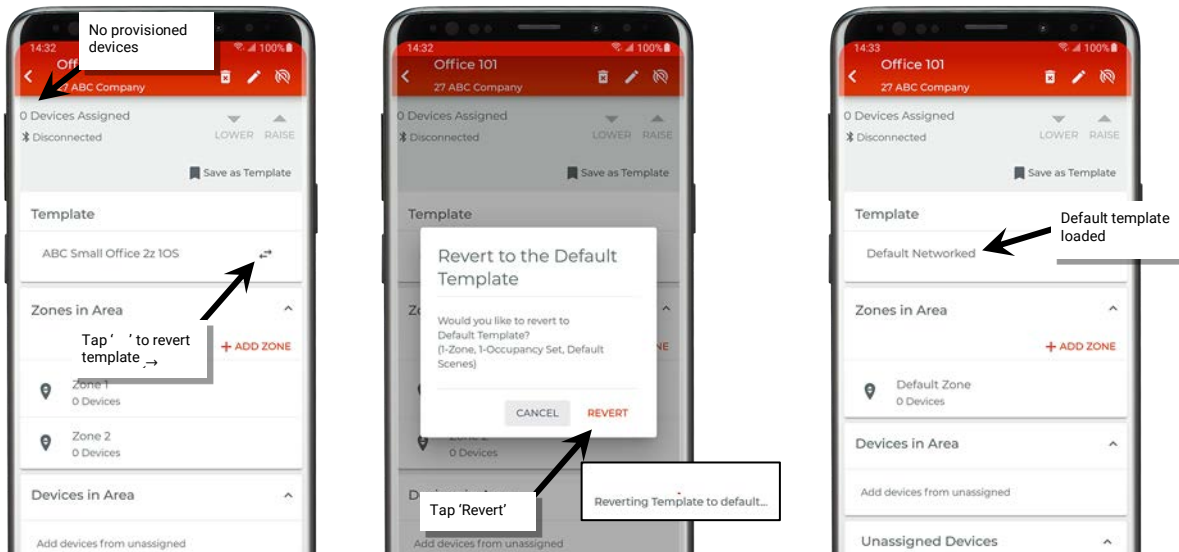 No provisioned
devices
14:32
100%
Off
27 ABC Company
0 Devices Assigned
Disconnected
LOWER RAISE
Save as Template
Template
ABC Small Office 2z 1OS
Zones in Area
Tap ‘ ’ to revert
template →
+ ADD ZONE
Zone 1
0 Devices
Zone 2
0 Devices
Devices in Area
Add devices from unassigned
14:32
100%
Office 101
27 ABC Company
0 Devices Assigned
Disconnected
LOWER RAISE
Save as Template
Template
Revert to the Default
Template
Would you like to revert to
Default Template?
(1-Zone, 1-Occupancy Set, Default
Scenes)
CANCEL REVERT
0 Devices
Tap ‘Revert’
Reverting Template to default...
Add devices from unassigned
14:33
100%
Office 101
27 ABC Company
0 Devices Assigned
Disconnected
LOWER RAISE
Save as Template
Template
Default template
loaded
Default Networked
Zones in Area
+ ADD ZONE
Default Zone
0 Devices
Devices in Area
Add devices from unassigned
Unassigned Devices